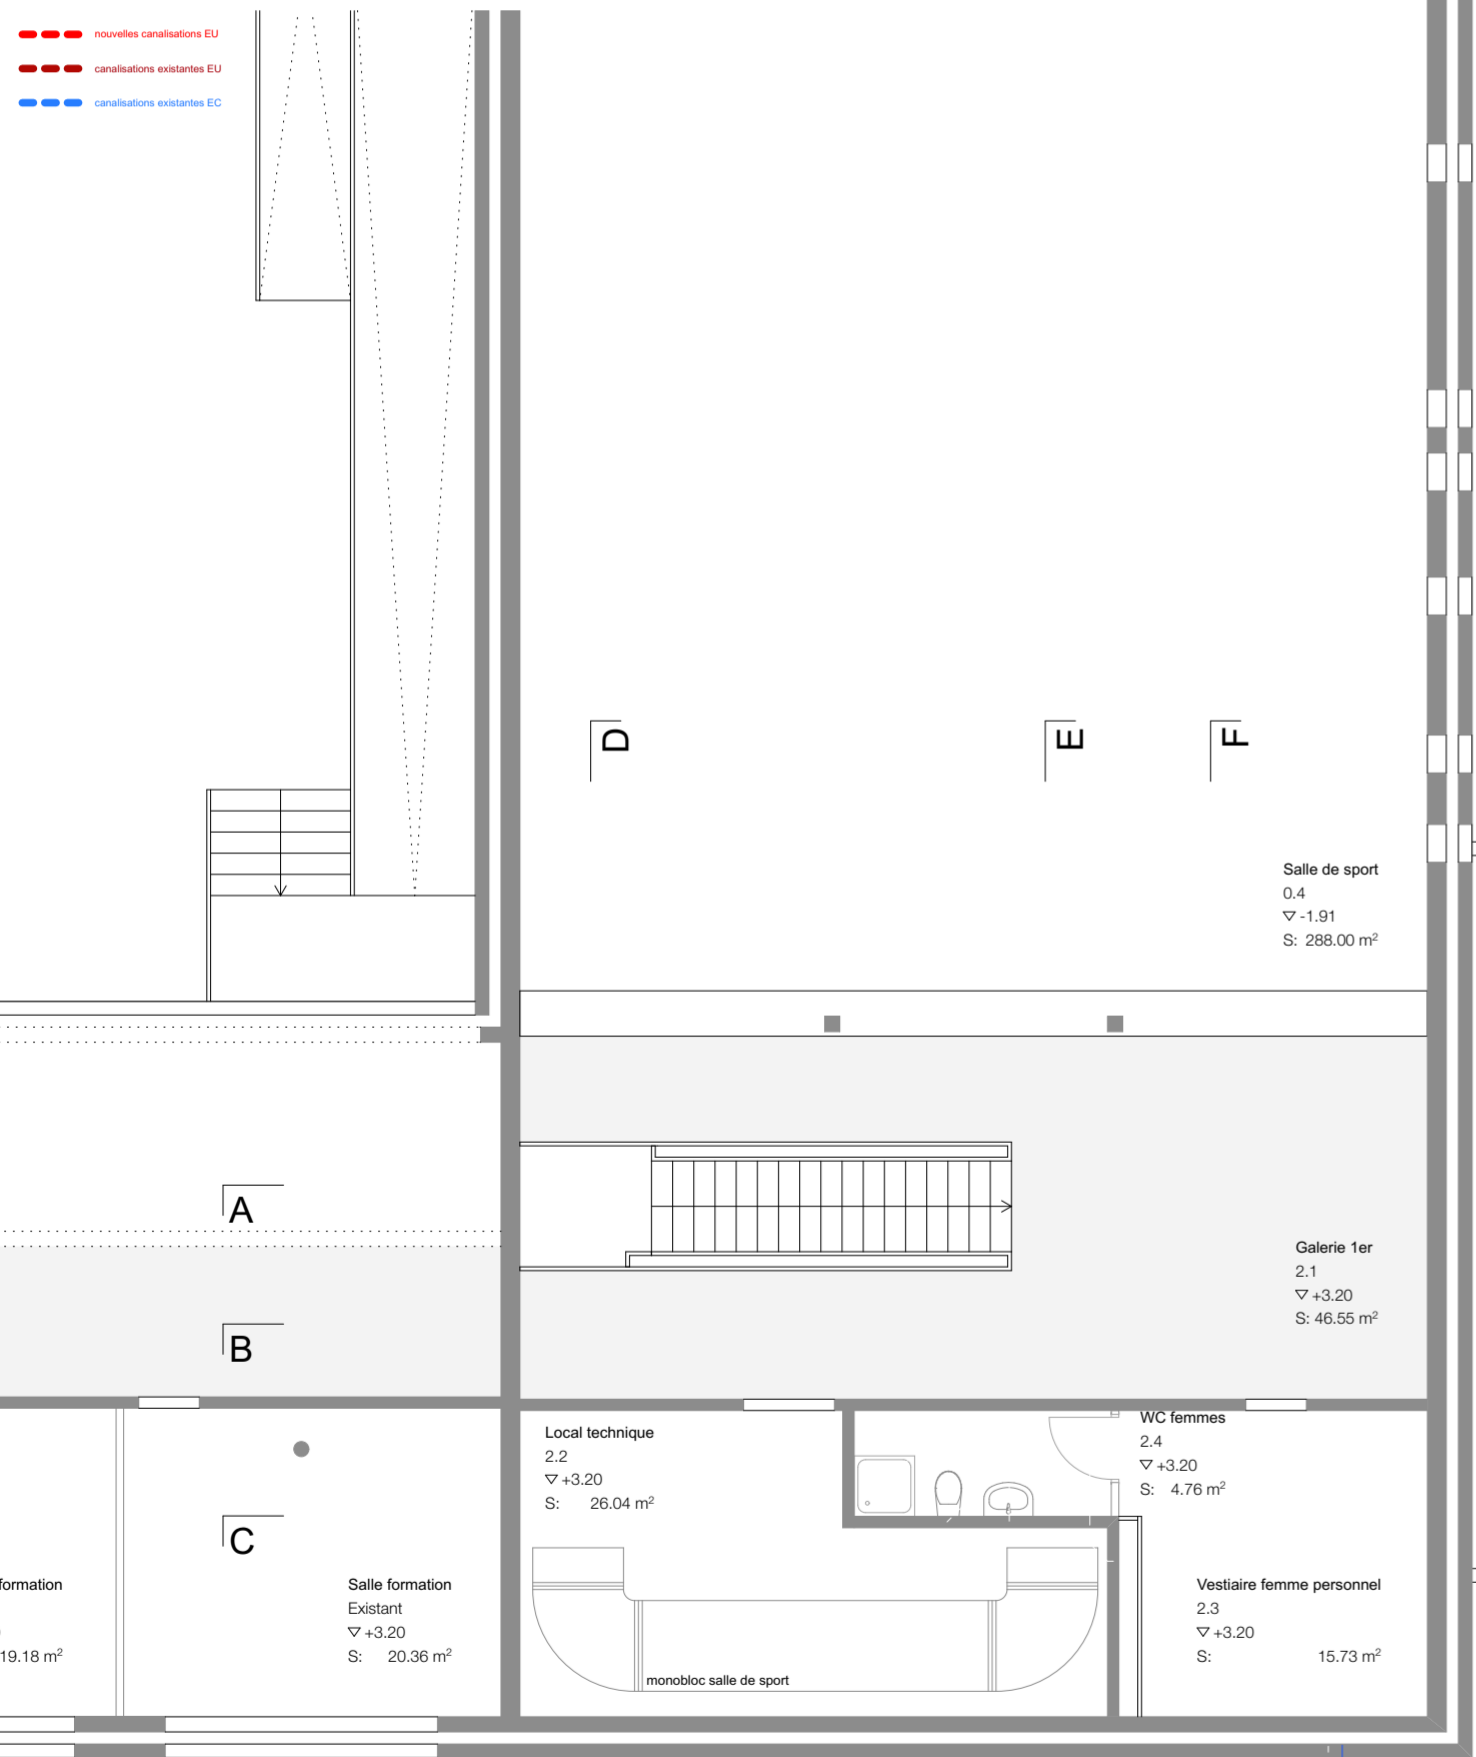 nouvelles canalisations EU
canalisations existantes EU
canalisations existantes EC
D
E
F
Salle de sport
0.4
▽ -1.91
S: 288.00 m²
A
B
C
Galerie 1er
2.1
▽ +3.20
S: 46.55 m²
Local technique
2.2
▽ +3.20
S: 26.04 m²
WC femmes
2.4
▽ +3.20
S: 4.76 m²
formation
19.18 m²
Salle formation
Existant
▽ +3.20
S: 20.36 m²
monobloc salle de sport
Vestiaire femme personnel
2.3
▽ +3.20
S: 15.73 m²